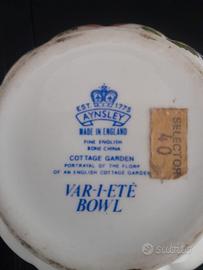 EST. 1775
AYNSLEY
MADE IN ENGLAND
FINE ENGLISH
BONE CHINA
COTTAGE GARDEN
PORTRAYAL OF THE FLORA
OF AN ENGLISH COTTAGE GARDEN
VAR-I-ETÉ
BOWL
SELECTOR
40
Subito